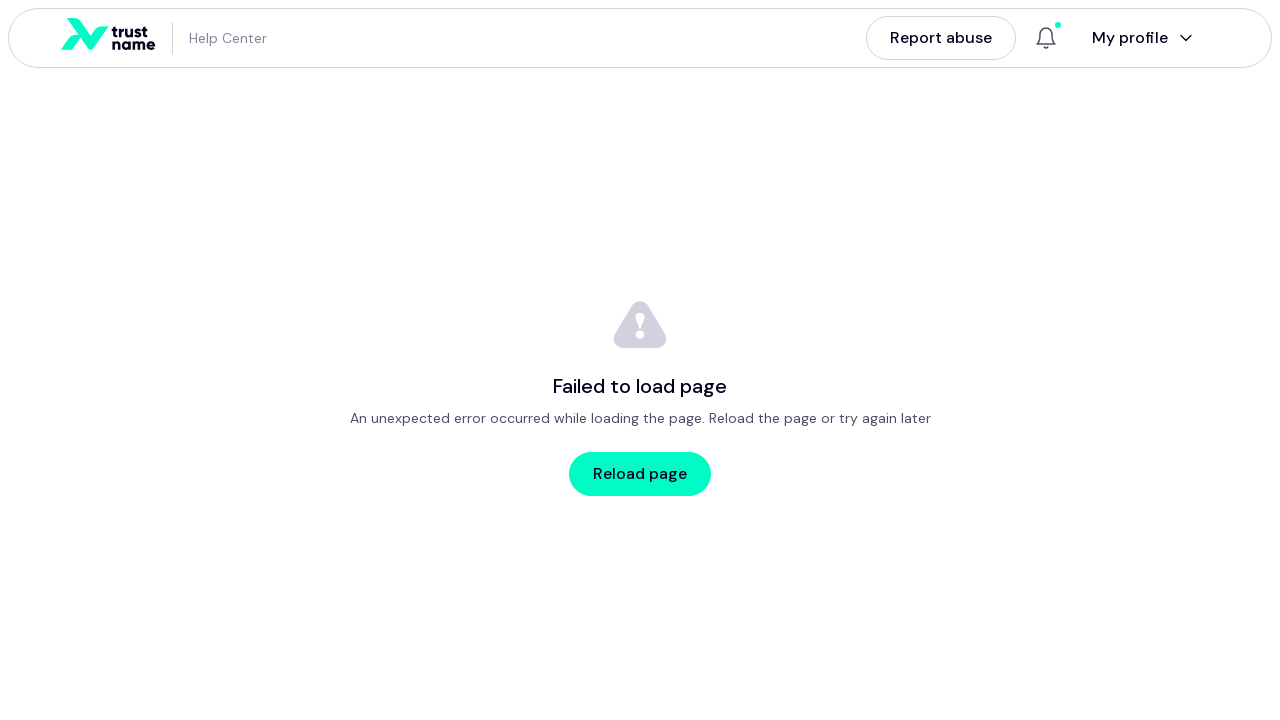 trust
name
Help Center
Report abuse
My profile
Failed to load page
An unexpected error occurred while loading the page. Reload the page or try again later
Reload page